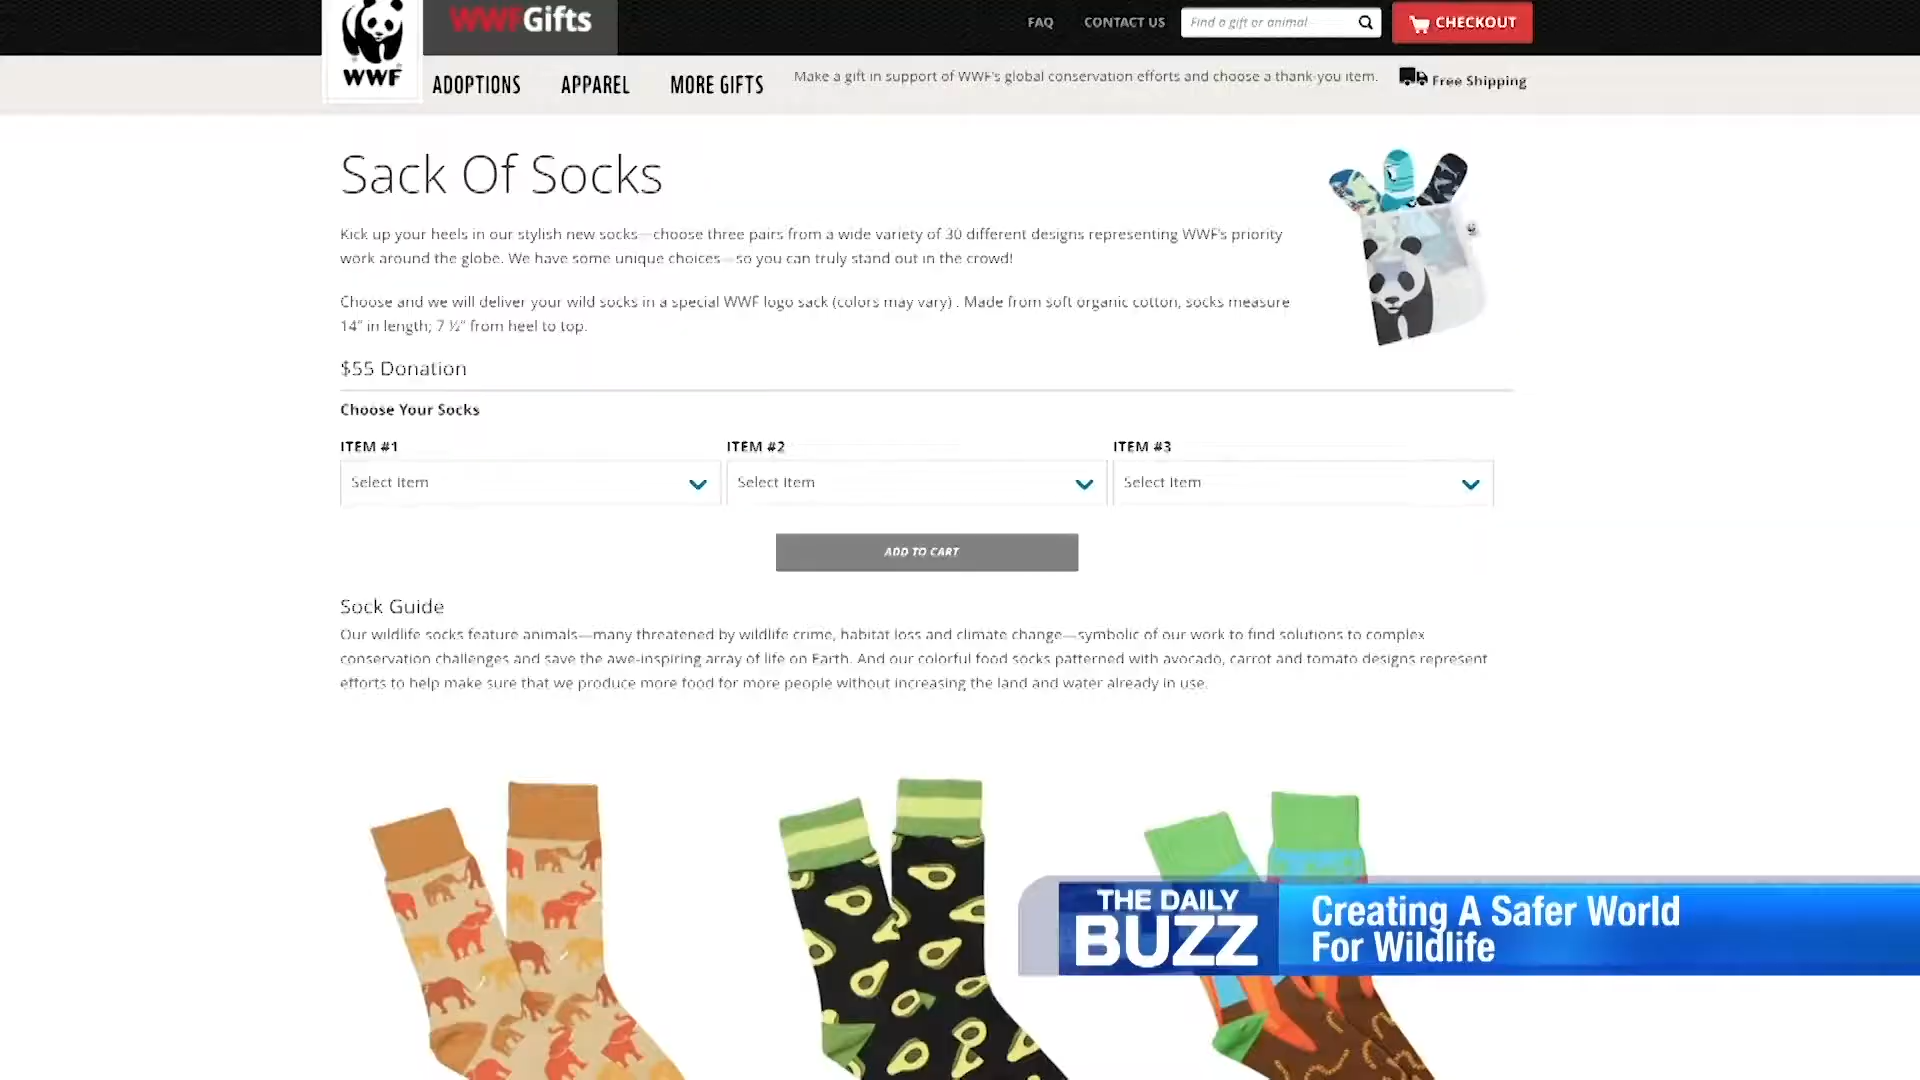 WWFGifts
FAQ CONTACT US Find a gift or animal CHECKOUT
WWF
ADOPTIONS APPAREL MORE GIFTS Make a gift in support of WWF's global conservation efforts and choose a thank-you item. Free Shipping
Sack Of Socks
Kick up your heels in our stylish new socks—choose three pairs from a wide variety of 30 different designs representing WWF's priority
work around the globe. We have some unique choices—so you can truly stand out in the crowd!
Choose and we will deliver your wild socks in a special WWF logo sack (colors may vary) . Made from soft organic cotton, socks measure
14" in length; 7 ½" from heel to top.
$55 Donation
Choose Your Socks
ITEM #1 ITEM #2 ITEM #3
Select Item Select Item Select Item
ADD TO CART
Sock Guide
Our wildlife socks feature animals—many threatened by wildlife crime, habitat loss and climate change—symbolic of our work to find solutions to complex
conservation challenges and save the awe-inspiring array of life on Earth. And our colorful food socks patterned with avocado, carrot and tomato designs represent
efforts to help make sure that we produce more food for more people without increasing the land and water already in use.
THE DAILY
BUZZ
Creating A Safer World
For Wildlife